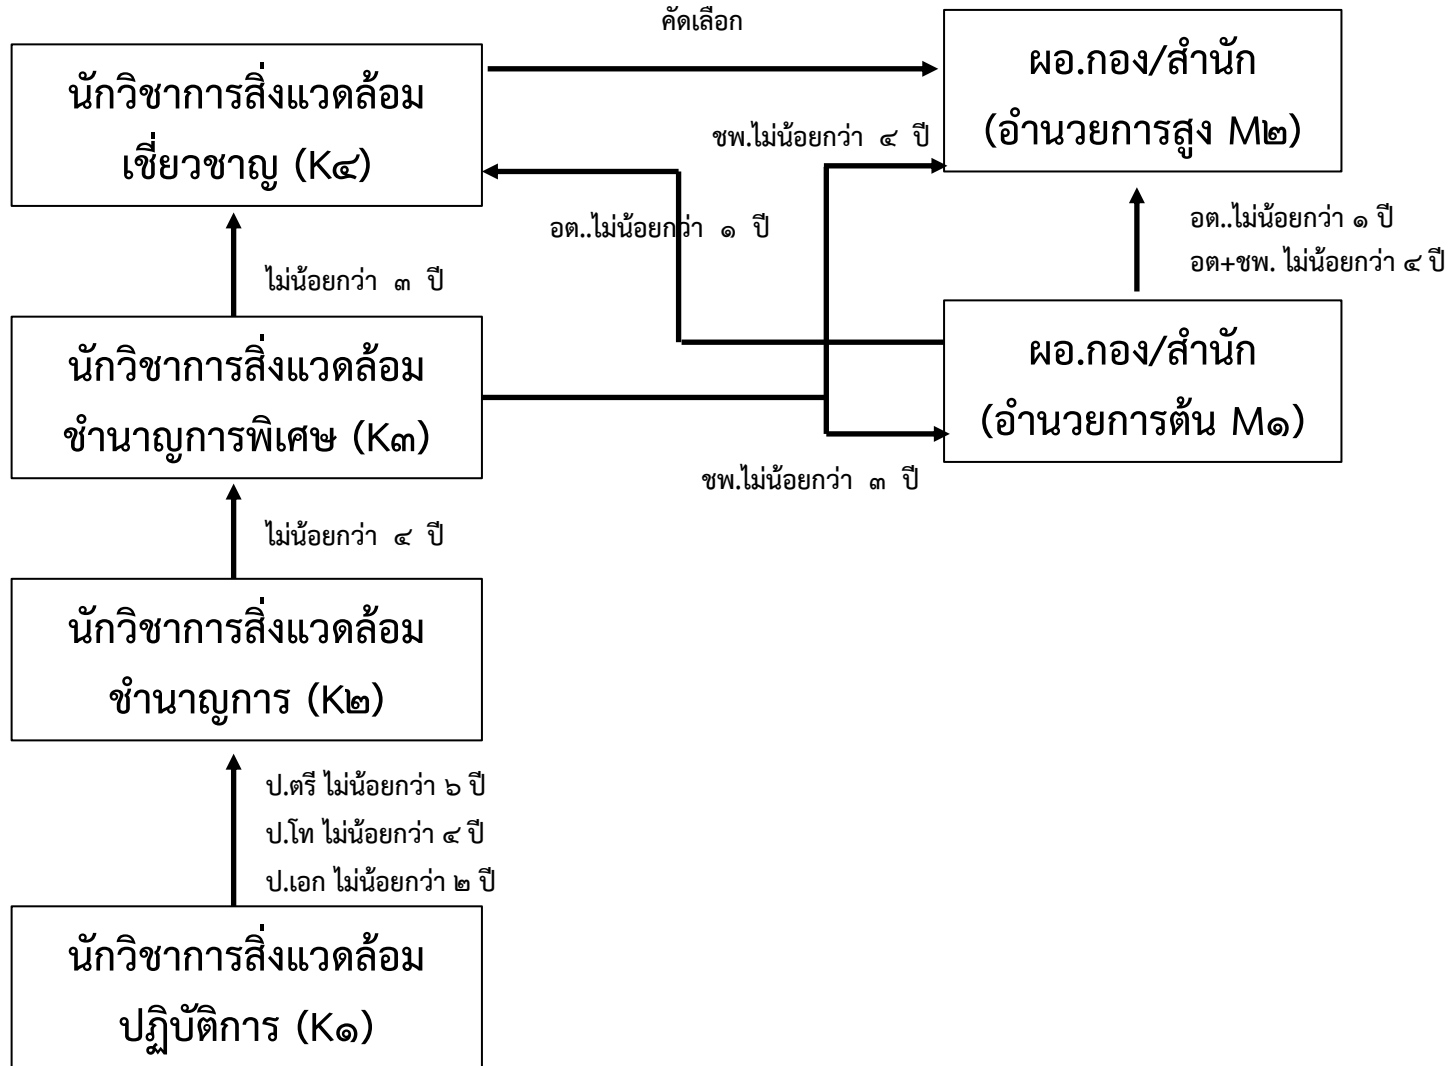 คัดเลือก
นักวิชาการสิ่งแวดล้อม
เชี่ยวชาญ (K๔)
ผอ.กอง/สำนัก
(อำนวยการสูง M๒)
ชพ.ไม่น้อยกว่า ๔ ปี
อต..ไม่น้อยกว่า ๑ ปี
อต..ไม่น้อยกว่า ๑ ปี
อต+ชพ. ไม่น้อยกว่า ๔ ปี
ไม่น้อยกว่า ๓ ปี
นักวิชาการสิ่งแวดล้อม
ชำนาญการพิเศษ (K๓)
ผอ.กอง/สำนัก
(อำนวยการต้น M๑)
ชพ.ไม่น้อยกว่า ๓ ปี
ไม่น้อยกว่า ๔ ปี
นักวิชาการสิ่งแวดล้อม
ชำนาญการ (K๒)
ป.ตรี ไม่น้อยกว่า ๖ ปี
ป.โท ไม่น้อยกว่า ๔ ปี
ป.เอก ไม่น้อยกว่า ๒ ปี
นักวิชาการสิ่งแวดล้อม
ปฏิบัติการ (K๑)